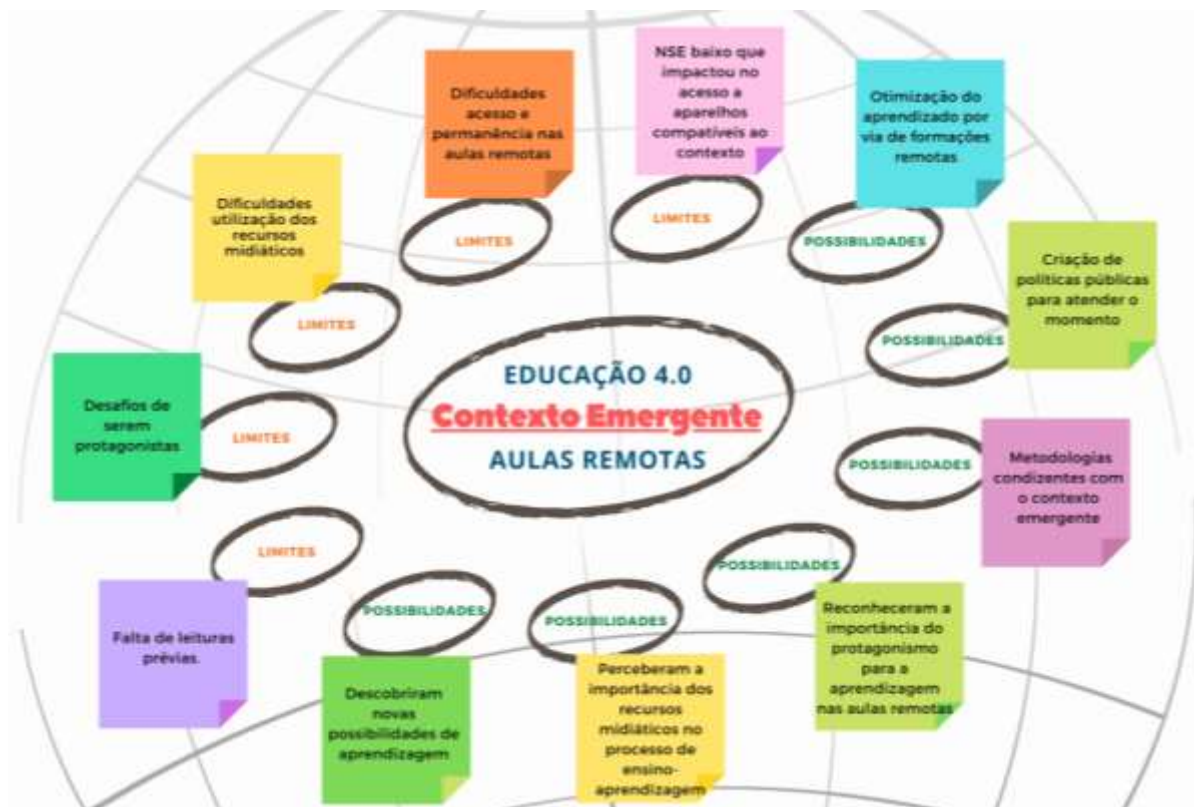 EDUCAÇÃO 4.0
Contexto Emergente
AULAS REMOTAS
NSE baixo que
impactou no
acesso a
aparelhos
compatíveis ao
contexto
LIMITES
Otimização do
aprendizado por
via de formações
remotas
POSSIBILIDADES
Criação de
políticas públicas
para atender o
momento
POSSIBILIDADES
Metodologias
condizentes com
o contexto
emergente
POSSIBILIDADES
Reconheceram a
importância do
protagonismo
para a
aprendizagem
nas aulas remotas
POSSIBILIDADES
Perceberam a
importância dos
recursos
midiáticos no
processo de
ensino-
aprendizagem
POSSIBILIDADES
Descobriram
novas
possibilidades de
aprendizagem
POSSIBILIDADES
Falta de leituras
prévias.
LIMITES
Desafios de
serem
protagonistas
LIMITES
Dificuldades
utilização dos
recursos
midiáticos
LIMITES
Dificuldades
acesso e
permanência nas
aulas remotas
LIMITES